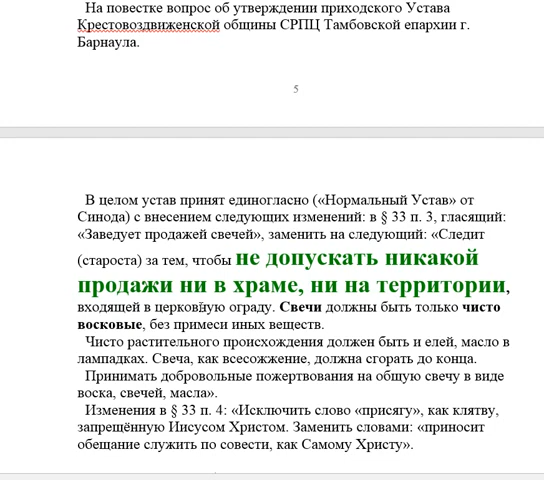 На повестке вопрос об утверждении приходского Устава
Крестовоздвиженской общины СРПЦ Тамбовской епархии г.
Барнаула.
5
В целом устав принят единогласно («Нормальный Устав» от
Синода) с внесением следующих изменений: в § 33 п. 3, гласящий:
«Заведует продажей свечей», заменить на следующий: «Следит
(староста) за тем, чтобы не допускать никакой
продажи ни в храме, ни на территории,
входящей в церковную ограду. Свечи должны быть только чисто
восковые, без примеси иных веществ.
Чисто растительного происхождения должен быть и елей, масло в
лампадках. Свеча, как всесожжение, должна сгорать до конца.
Принимать добровольные пожертвования на общую свечу в виде
воска, свечей, масла».
Изменения в § 33 п. 4: «Исключить слово «присягу», как клятву,
запрещённую Иисусом Христом. Заменить словами: «приносит
обещание служить по совести, как Самому Христу».